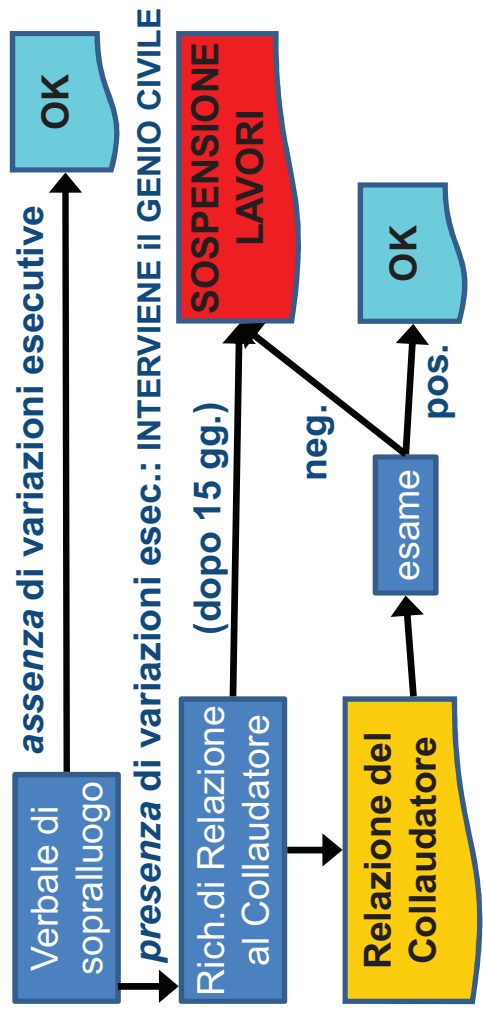 Verbale di
sopralluogo
assenza di variazioni esecutive
OK
presenza di variazioni esec.: INTERVIENE il GENIO CIVILE
Rich.di Relazione
al Collaudatore
(dopo 15 gg.)
SOSPENSIONE
LAVORI
neg.
Relazione del
Collaudatore
esame
pos.
OK